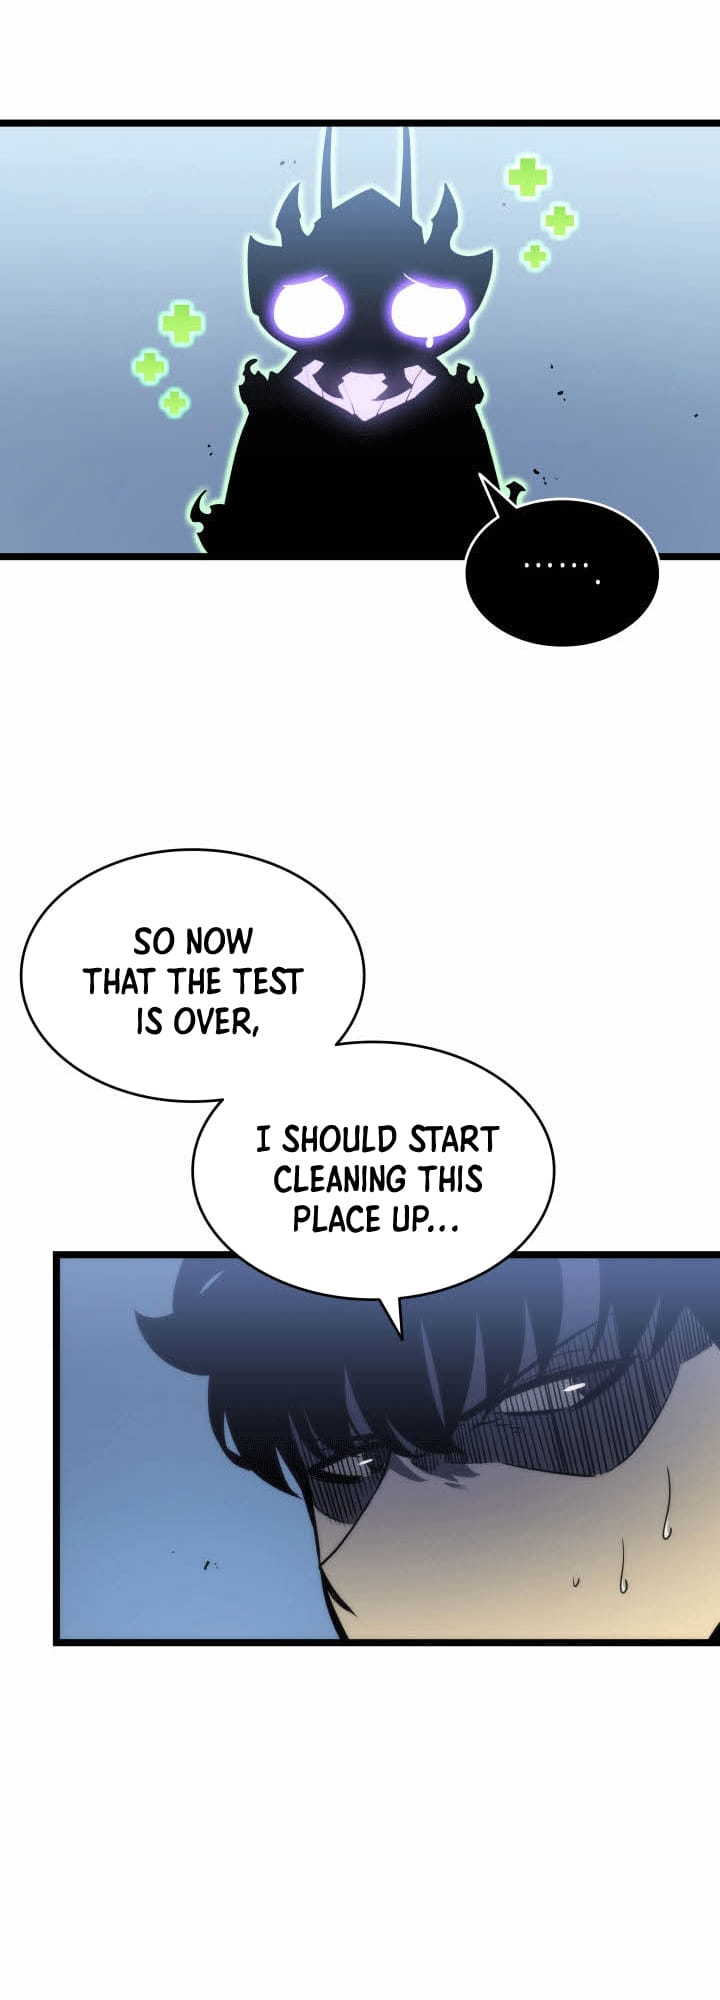 .......
SO NOW
THAT THE TEST
IS OVER,
I SHOULD START
CLEANING THIS
PLACE UP...